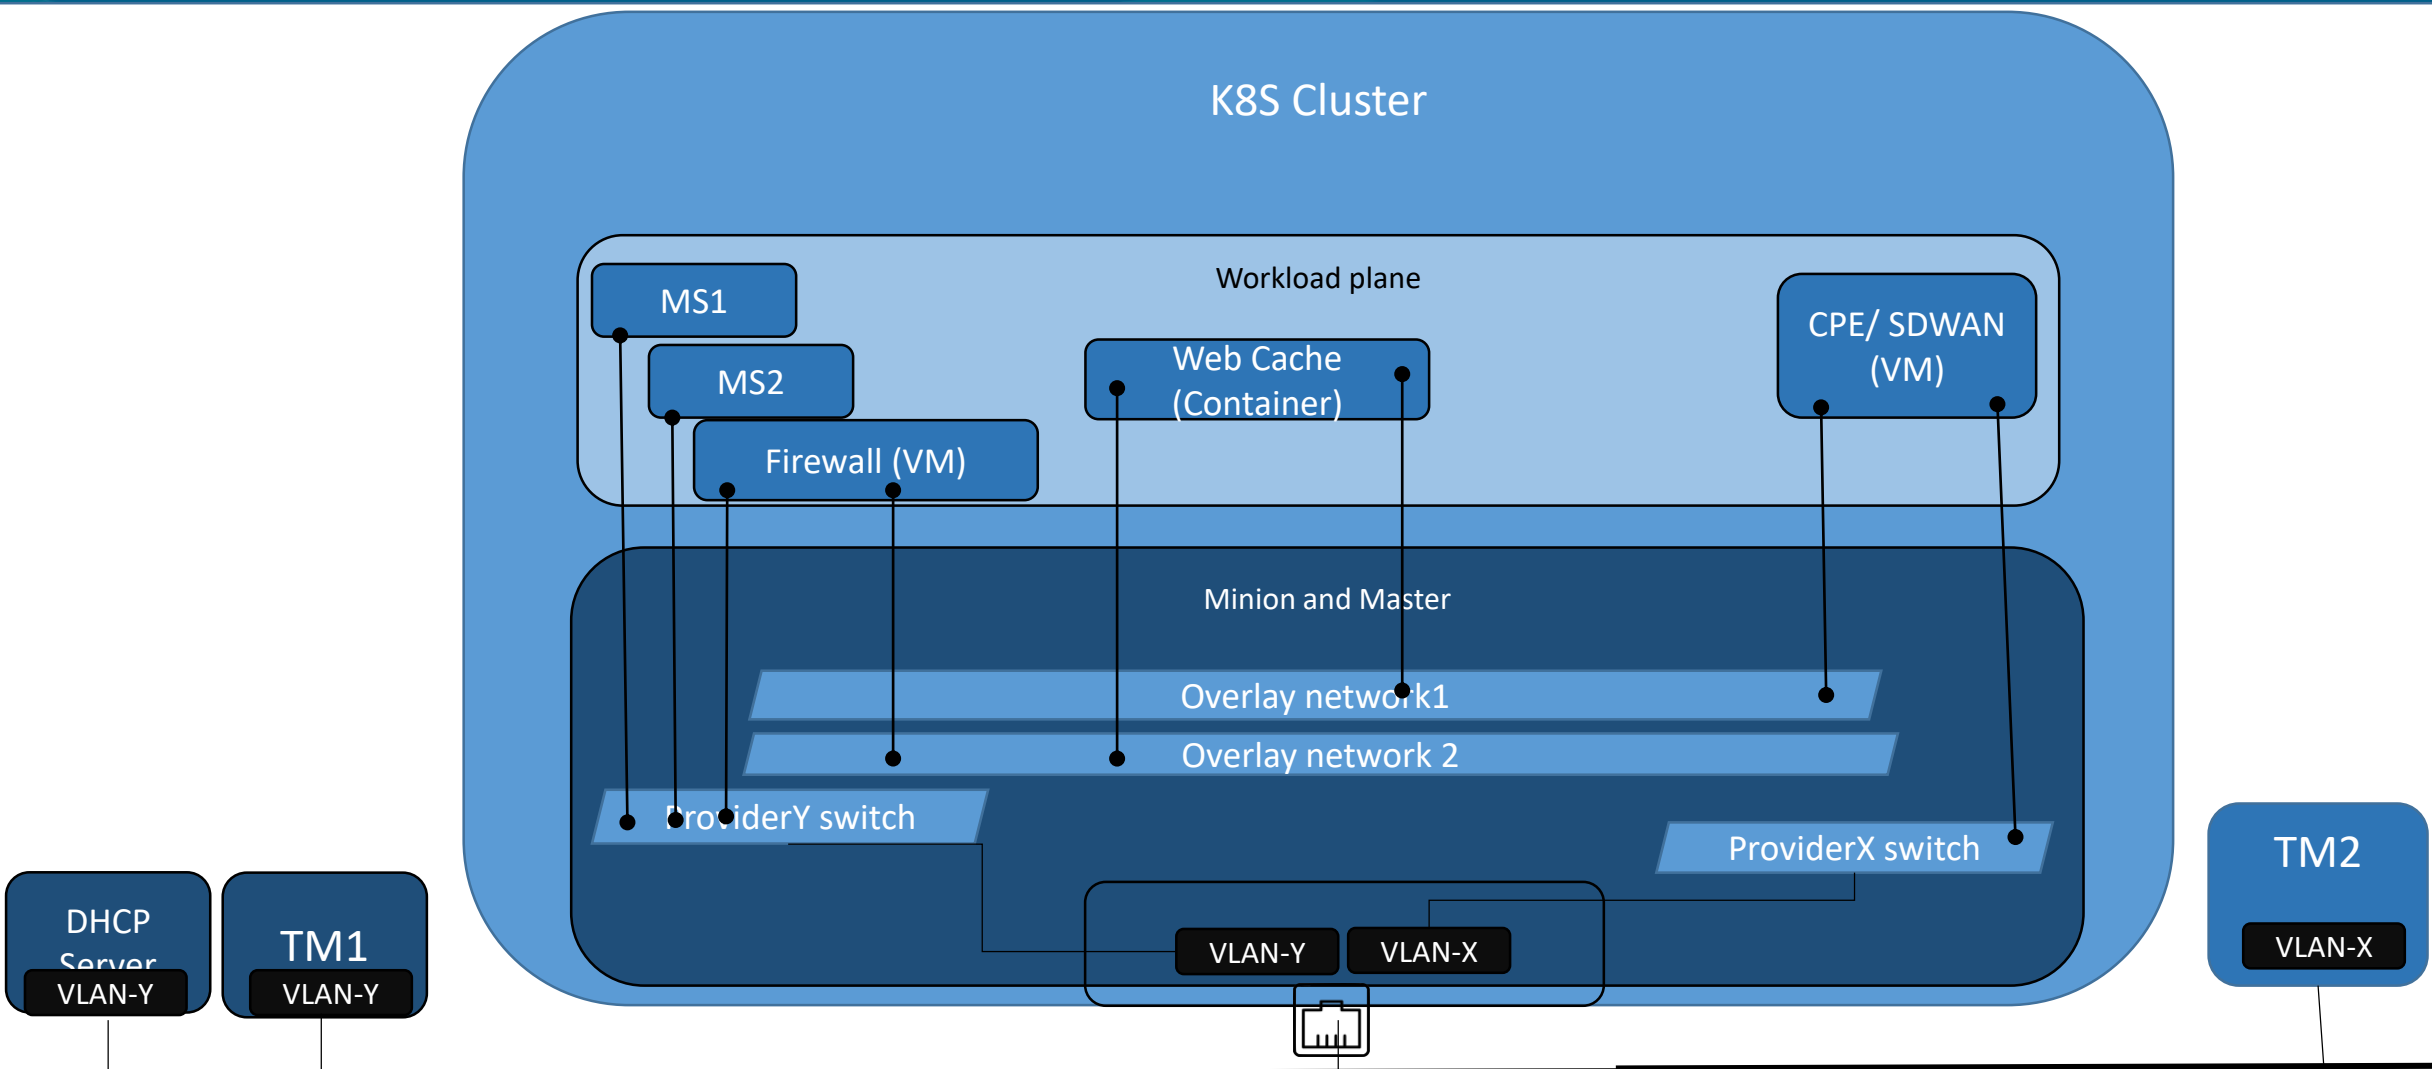 K8S Cluster
Workload plane
MS1
MS2
Firewall (VM)
Web Cache
(Container)
CPE/ SDWAN
(VM)
Minion and Master
Overlay network1
Overlay network 2
ProviderY switch
ProviderX switch
VLAN-Y
VLAN-X
DHCP
Server
VLAN-Y
TM1
VLAN-Y
TM2
VLAN-X